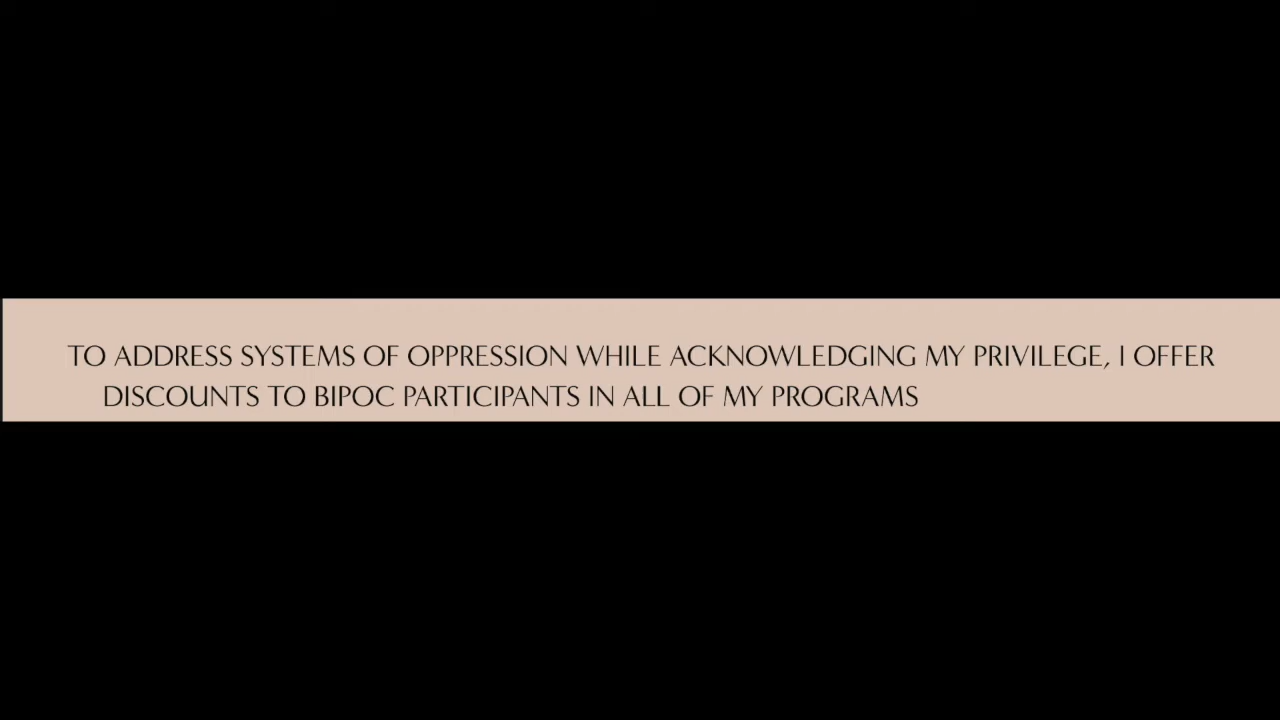 TO ADDRESS SYSTEMS OF OPPRESSION WHILE ACKNOWLEDGING MY PRIVILEGE, I OFFER
DISCOUNTS TO BIPOC PARTICIPANTS IN ALL OF MY PROGRAMS